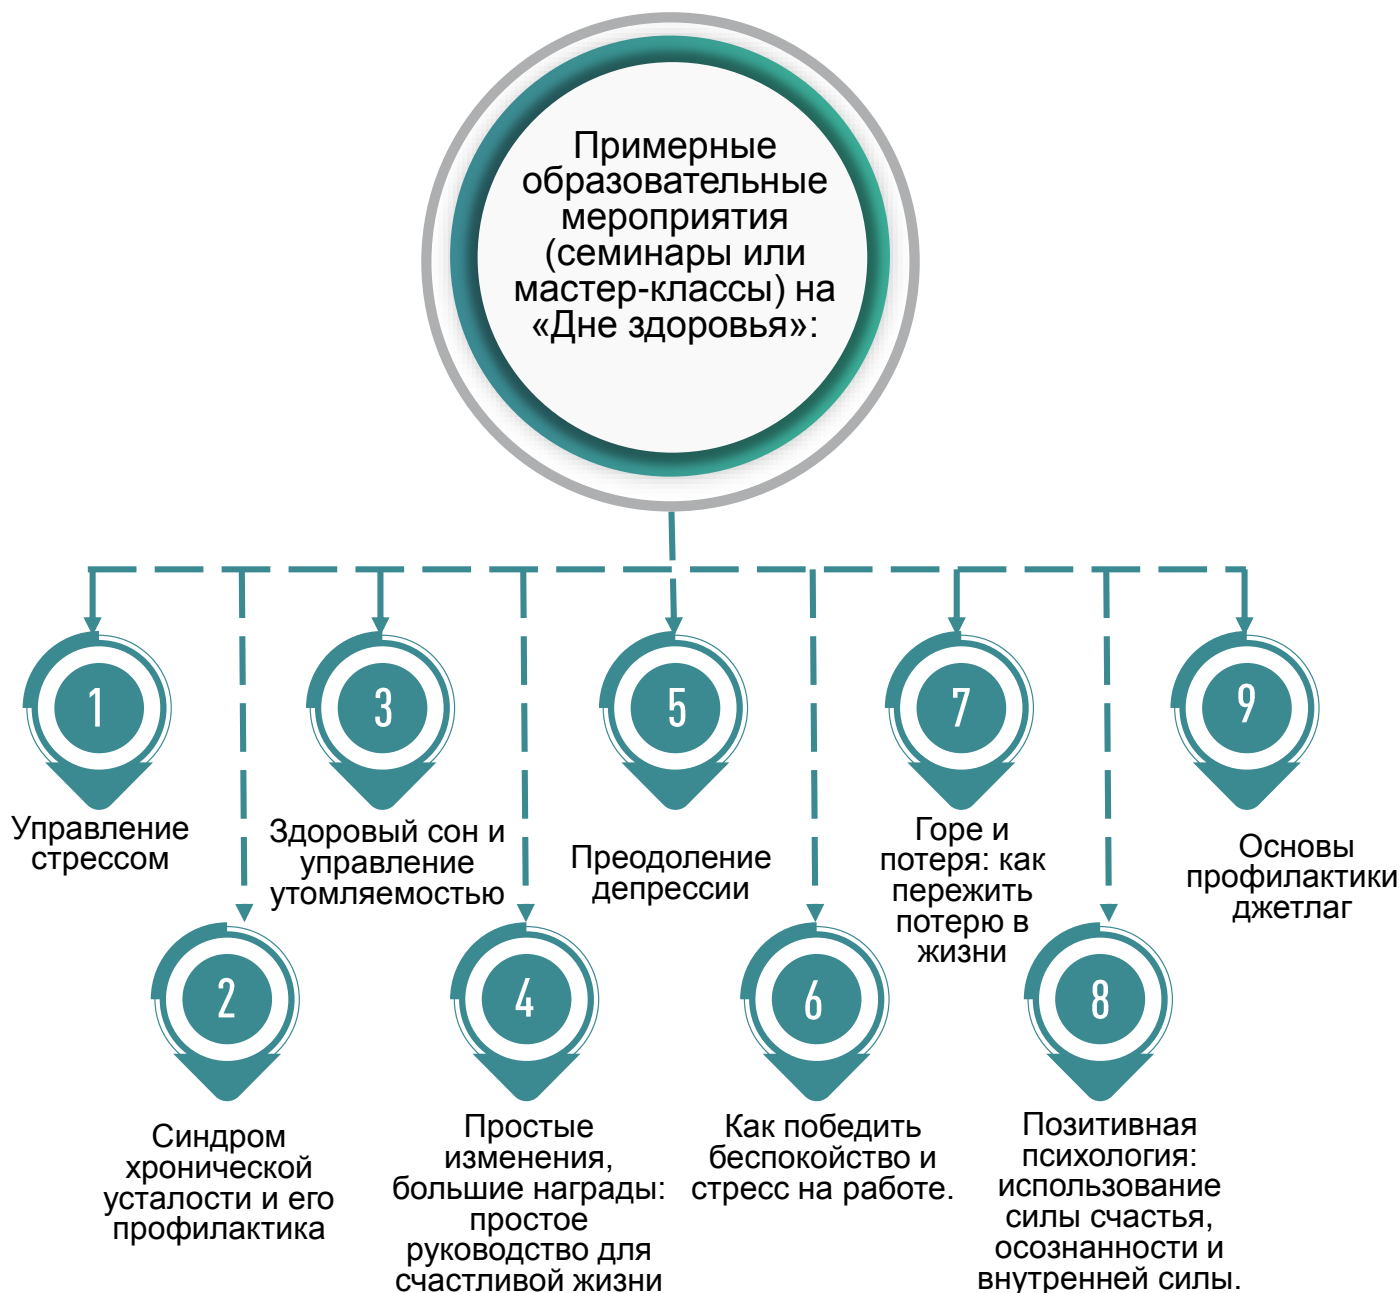 Примерные
образовательные
мероприятия
(семинары или
мастер-классы) на
«Дне здоровья»:
1
Управление
стрессом
2
Синдром
хронической
усталости и его
профилактика
3
Здоровый сон и
управление
утомляемостью
4
Простые
изменения,
большие награды:
простое
руководство для
счастливой жизни
5
Преодоление
депрессии
6
Как победить
беспокойство и
стресс на работе.
7
Горе и
потеря: как
пережить
потерю в
жизни
8
Позитивная
психология:
использование
силы счастья,
осознанности и
внутренней силы.
9
Основы
профилактики
джетлаг